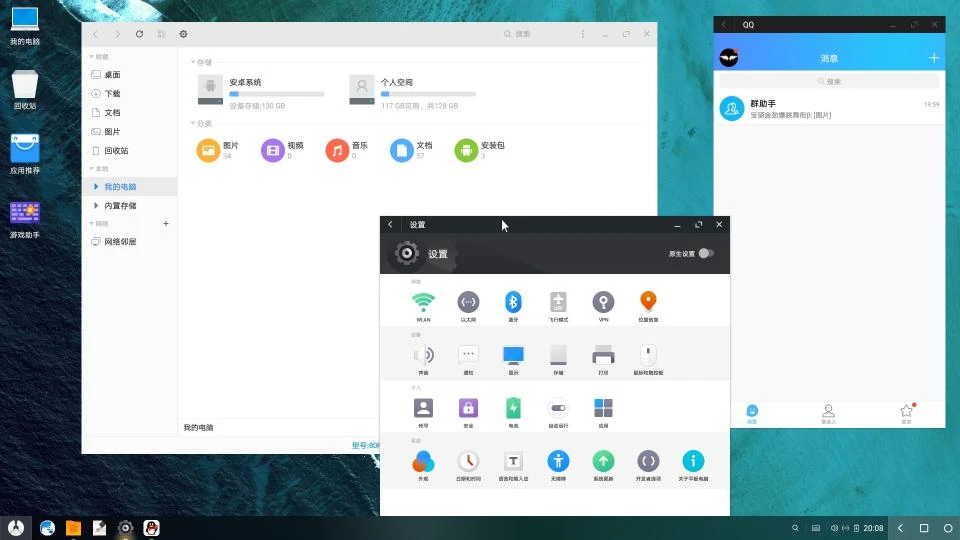 我的电脑
回收站
应用推荐
游戏助手
搜索
收藏
桌面
下载
文档
图片
回收站
本地
我的电脑
内置存储
网络
网络邻居
存储
安卓系统
设备存储:130 GB
个人空间
117 GB可用，共128 GB
分类
图片
34
视频
0
音乐
0
文档
57
安装包
3
我的电脑
型号:80F
QQ
消息
搜索
群助手
19:59
宝丽金劲爆跳舞街β: [图片]
消息
联系人
设置
设置
原生设置
网络
WLAN
以太网
蓝牙
飞行模式
VPN
位置信息
设备
声音
通知
显示
存储
打印
鼠标和触控板
个人
帐号
安全
电池
自动运行
应用
系统
外观
日期和时间
语言和输入法
无障碍
系统更新
开发者选项
关于平板电脑
20:08